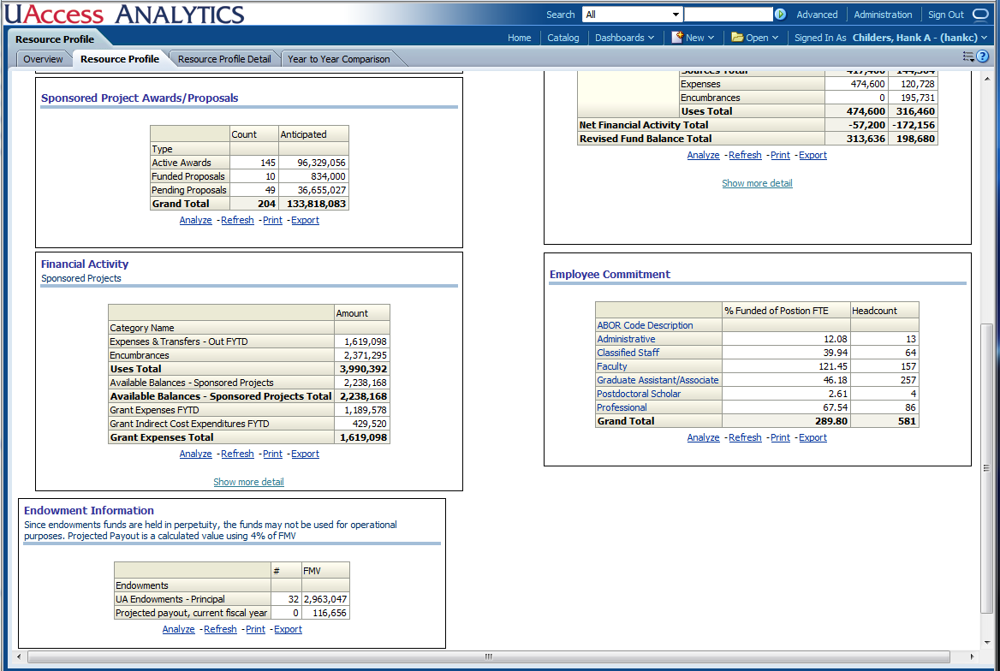 UAccess ANALYTICS
Search All Advanced Administration Sign Out
Resource Profile
Home Catalog Dashboards New Open Signed In As Childers, Hank A - (hankc)
Overview Resource Profile Resource Profile Detail Year to Year Comparison
Sponsored Project Awards/Proposals
Count Anticipated
Type
Active Awards 145 96,329,056
Funded Proposals 10 834,000
Pending Proposals 49 36,655,027
Grand Total 204 133,818,083
Analyze - Refresh - Print - Export
Sources Total 417,400
Expenses 474,600 120,728
Encumbrances 0 195,731
Uses Total 474,600 316,460
Net Financial Activity Total -57,200 -172,156
Revised Fund Balance Total 313,636 198,680
Analyze - Refresh - Print - Export
Show more detail
Financial Activity
Sponsored Projects
Amount
Category Name
Expenses & Transfers - Out FYTD 1,619,098
Encumbrances 2,371,295
Uses Total 3,990,392
Available Balances - Sponsored Projects 2,238,168
Available Balances - Sponsored Projects Total 2,238,168
Grant Expenses FYTD 1,189,578
Grant Indirect Cost Expenditures FYTD 429,520
Grant Expenses Total 1,619,098
Analyze - Refresh - Print - Export
Show more detail
Employee Commitment
% Funded of Postion FTE Headcount
ABOR Code Description
Administrative 12.08 13
Classified Staff 39.94 64
Faculty 121.45 157
Graduate Assistant/Associate 46.18 257
Postdoctoral Scholar 2.61 4
Professional 67.54 86
Grand Total 289.80 581
Analyze - Refresh - Print - Export
Endowment Information
Since endowments funds are held in perpetuity, the funds may not be used for operational
purposes. Projected Payout is a calculated value using 4% of FMV
# FMV
Endowments
UA Endowments - Principal 32 2,963,047
Projected payout, current fiscal year 0 116,656
Analyze - Refresh - Print - Export